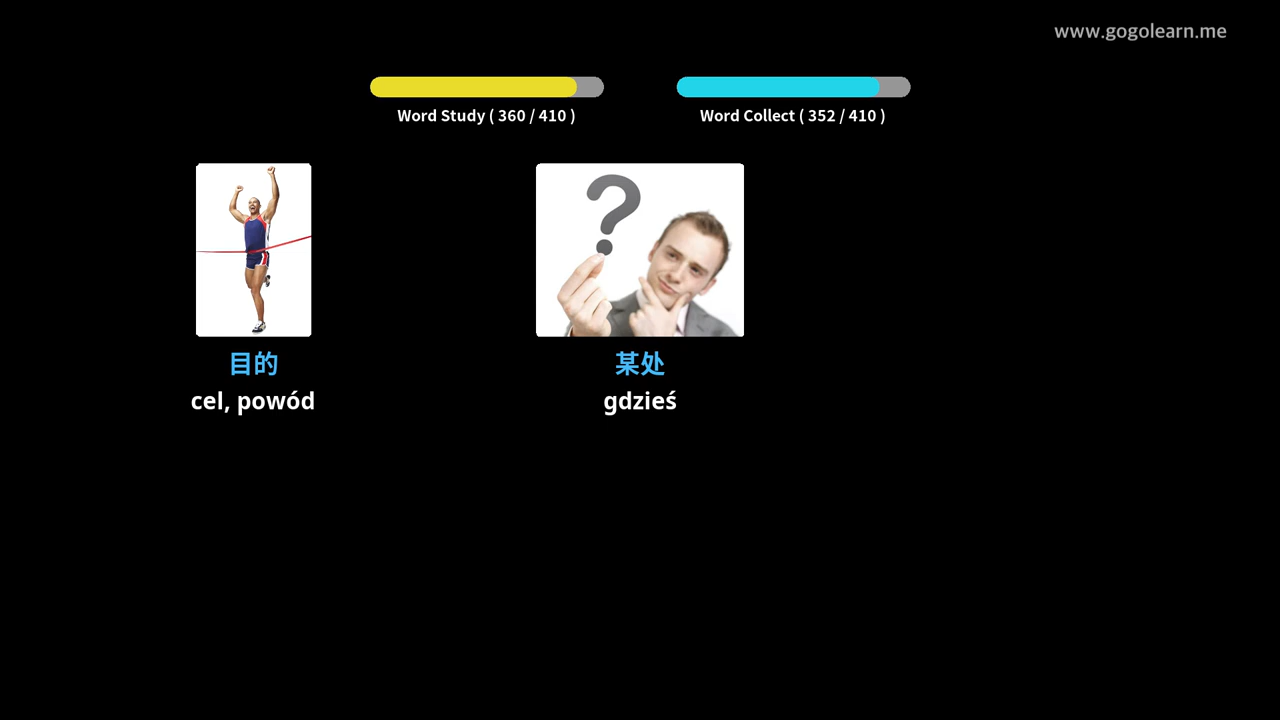 www.gogolearn.me
Word Study ( 360 / 410 )
Word Collect ( 352 / 410 )
目的
cel, powód
某处
gdzieś